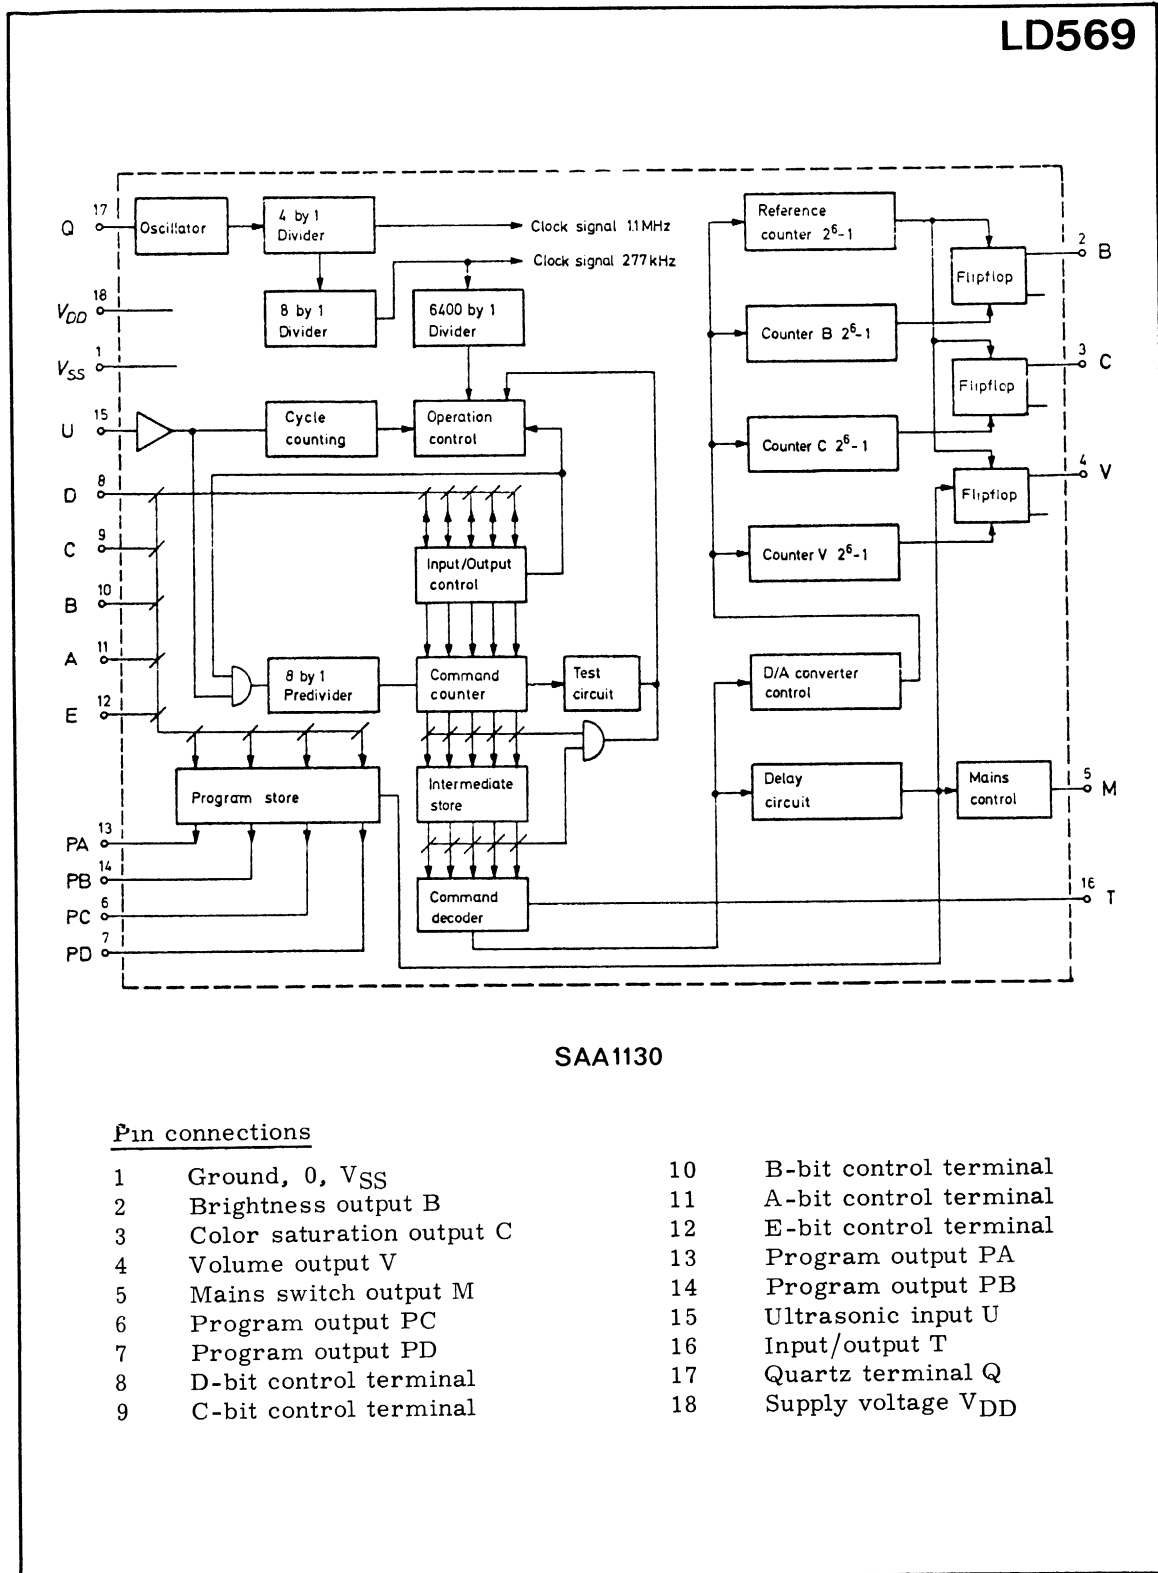 LD569
Q 17
Oscillator
4 by 1
Divider
Clock signal 1.1 MHz
Clock signal 277 kHz
8 by 1
Divider
6400 by 1
Divider
VDD 18
VSS 1
U 15
Cycle
counting
Operation
control
D 8
C 9
B 10
A 11
E 12
Input/Output
control
8 by 1
Predivider
Command
counter
Test
circuit
Program store
Intermediate
store
Command
decoder
PA 13
PB 14
PC 6
PD 7
Reference
counter 2⁶-1
Flipflop
2 B
Counter B 2⁶-1
Flipflop
3 C
Counter C 2⁶-1
Flipflop
4 V
Counter V 2⁶-1
D/A converter
control
Delay
circuit
Mains
control
5 M
16 T
SAA1130
Pin connections
1 Ground, 0, VSS
2 Brightness output B
3 Color saturation output C
4 Volume output V
5 Mains switch output M
6 Program output PC
7 Program output PD
8 D-bit control terminal
9 C-bit control terminal
10 B-bit control terminal
11 A-bit control terminal
12 E-bit control terminal
13 Program output PA
14 Program output PB
15 Ultrasonic input U
16 Input/output T
17 Quartz terminal Q
18 Supply voltage VDD